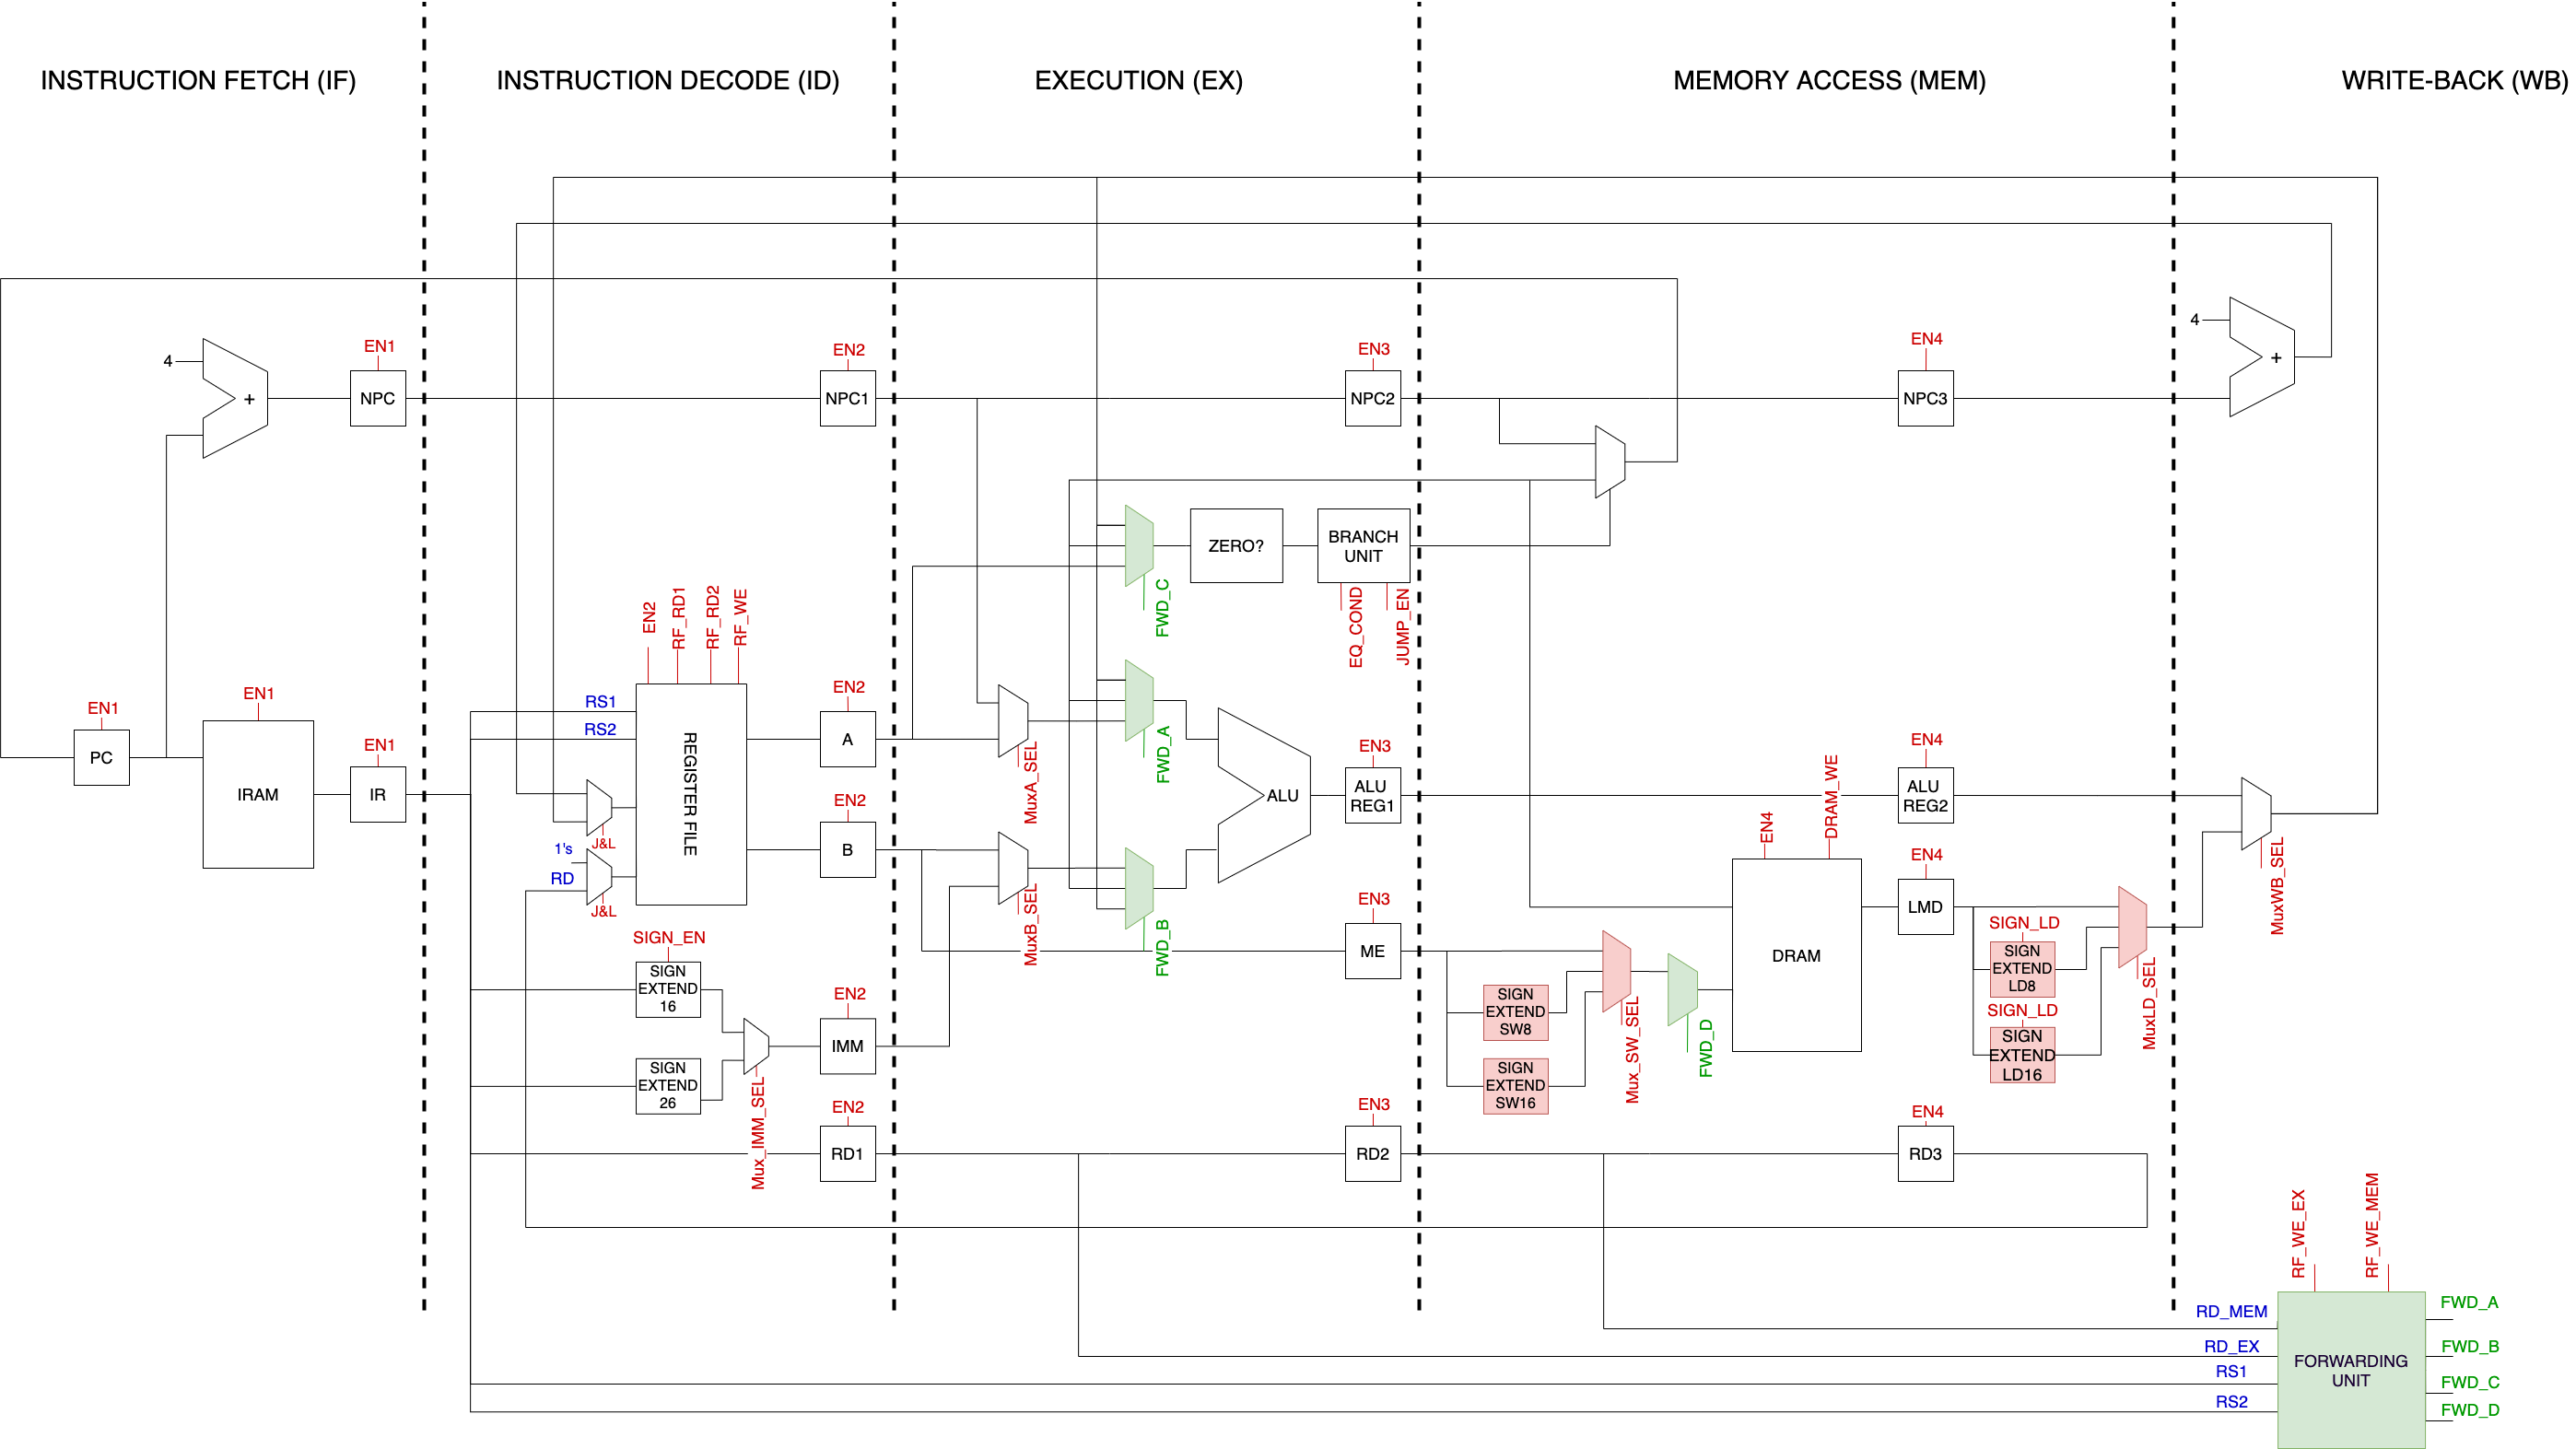 INSTRUCTION FETCH (IF)
INSTRUCTION DECODE (ID)
EXECUTION (EX)
MEMORY ACCESS (MEM)
WRITE-BACK (WB)
4
+
EN1
NPC
EN1
PC
EN1
IRAM
EN1
IR
EN2
NPC1
EN2
RF_RD1
RF_RD2
RF_WE
RS1
RS2
REGISTER FILE
J&L
1's
RD
J&L
EN2
A
EN2
B
SIGN_EN
SIGN
EXTEND
16
SIGN
EXTEND
26
Mux_IMM_SEL
EN2
IMM
EN2
RD1
EN3
NPC2
FWD_C
ZERO?
BRANCH
UNIT
EQ_COND
JUMP_EN
MuxA_SEL
FWD_A
ALU
MuxB_SEL
FWD_B
EN3
ALU
REG1
EN3
ME
EN3
RD2
EN4
NPC3
SIGN
EXTEND
SW8
SIGN
EXTEND
SW16
Mux_SW_SEL
FWD_D
EN4
DRAM_WE
DRAM
EN4
ALU
REG2
EN4
LMD
SIGN_LD
SIGN
EXTEND
LD8
SIGN_LD
SIGN
EXTEND
LD16
MuxLD_SEL
EN4
RD3
4
+
MuxWB_SEL
RF_WE_EX
RF_WE_MEM
RD_MEM
RD_EX
RS1
RS2
FORWARDING
UNIT
FWD_A
FWD_B
FWD_C
FWD_D